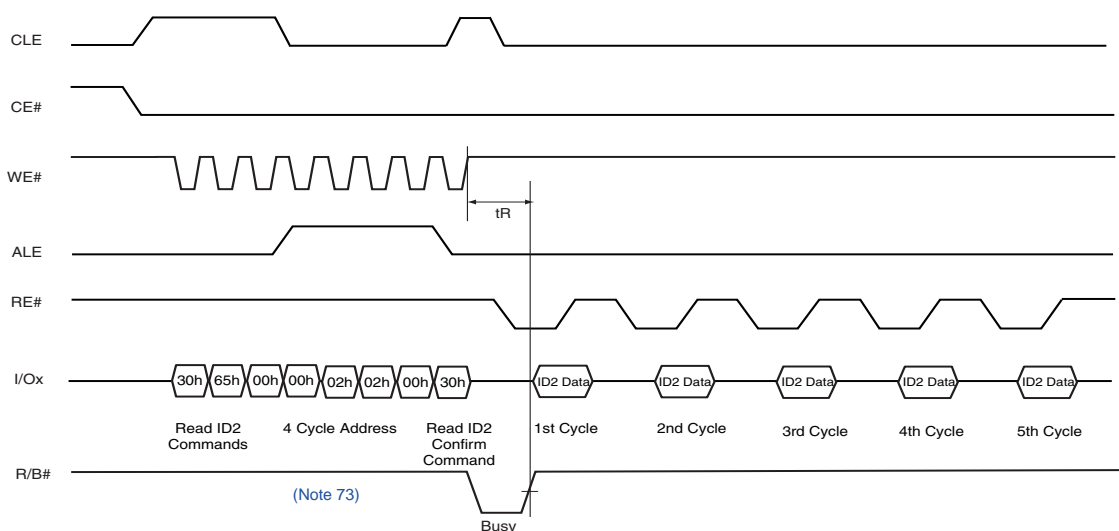 CLE
CE#
WE#
tR
ALE
RE#
I/Ox
30h 65h 00h 00h 02h 02h 00h 30h ID2 Data ID2 Data ID2 Data ID2 Data ID2 Data
Read ID2 Commands
4 Cycle Address
Read ID2 Confirm Command
1st Cycle 2nd Cycle 3rd Cycle 4th Cycle 5th Cycle
R/B#
(Note 73)
Busy